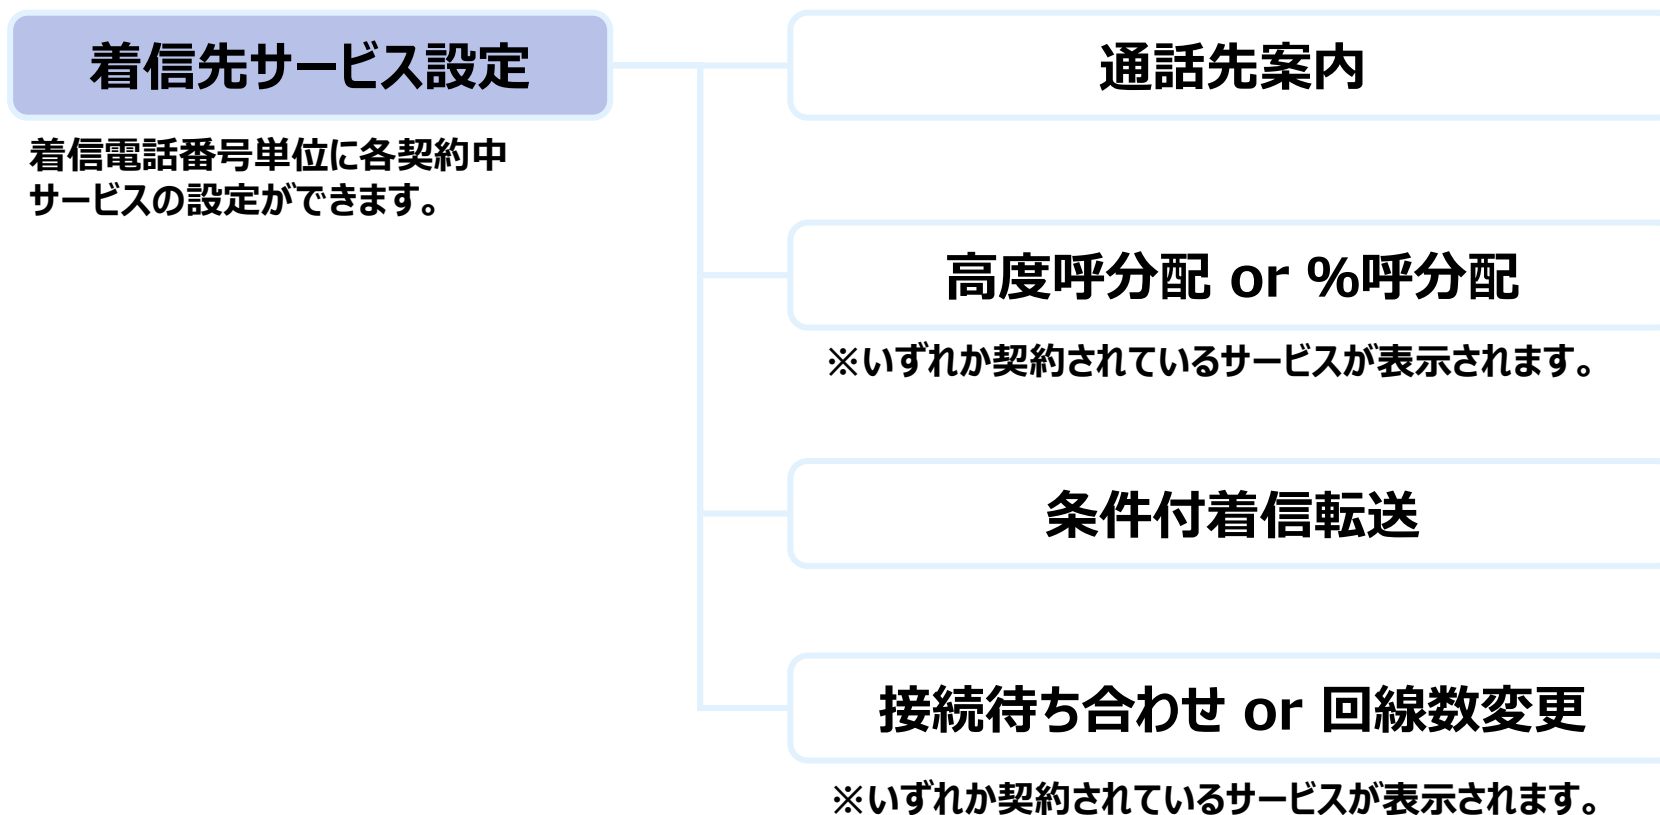 着信先サービス設定
着信電話番号単位に各契約中
サービスの設定ができます。
通話先案内
高度呼分配 or %呼分配
※いずれか契約されているサービスが表示されます。
条件付着信転送
接続待ち合わせ or 回線数変更
※いずれか契約されているサービスが表示されます。